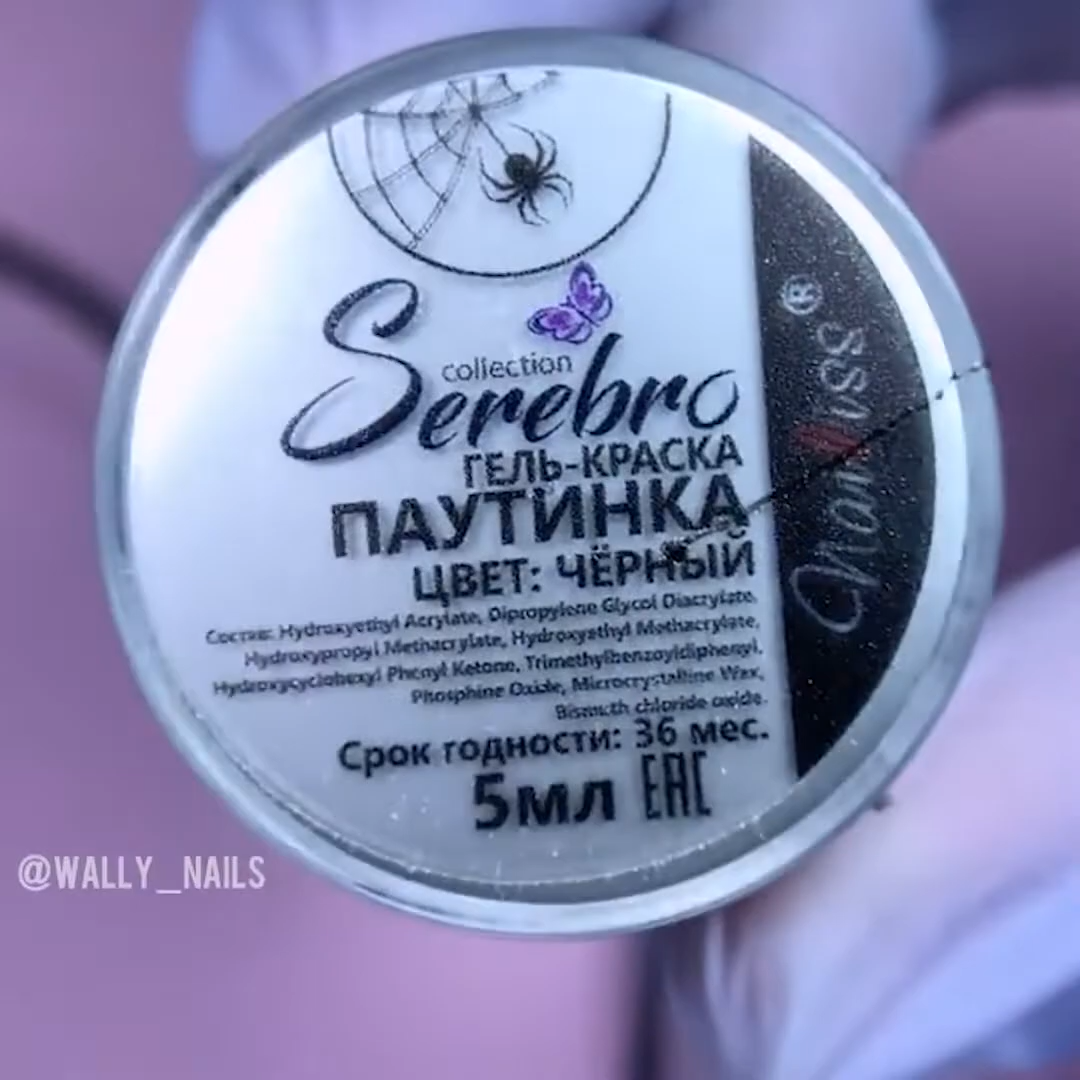 collection
Serebro
ГЕЛЬ-КРАСКА
ПАУТИНКА
ЦВЕТ: ЧЁРНЫЙ
Состав: Hydroxyethyl Acrylate, Dipropylene Glycol Diacrylate,
Hydroxypropyl Methacrylate, Hydroxyethyl Methacrylate,
Hydroxycyclohexyl Phenyl Ketone, Trimethylbenzoyldiphenyl,
Phosphine Oxide, Microcrystalline Wax,
Bismuth chloride oxide.
Срок годности: 36 мес.
5мл EAC
®
@WALLY_NAILS